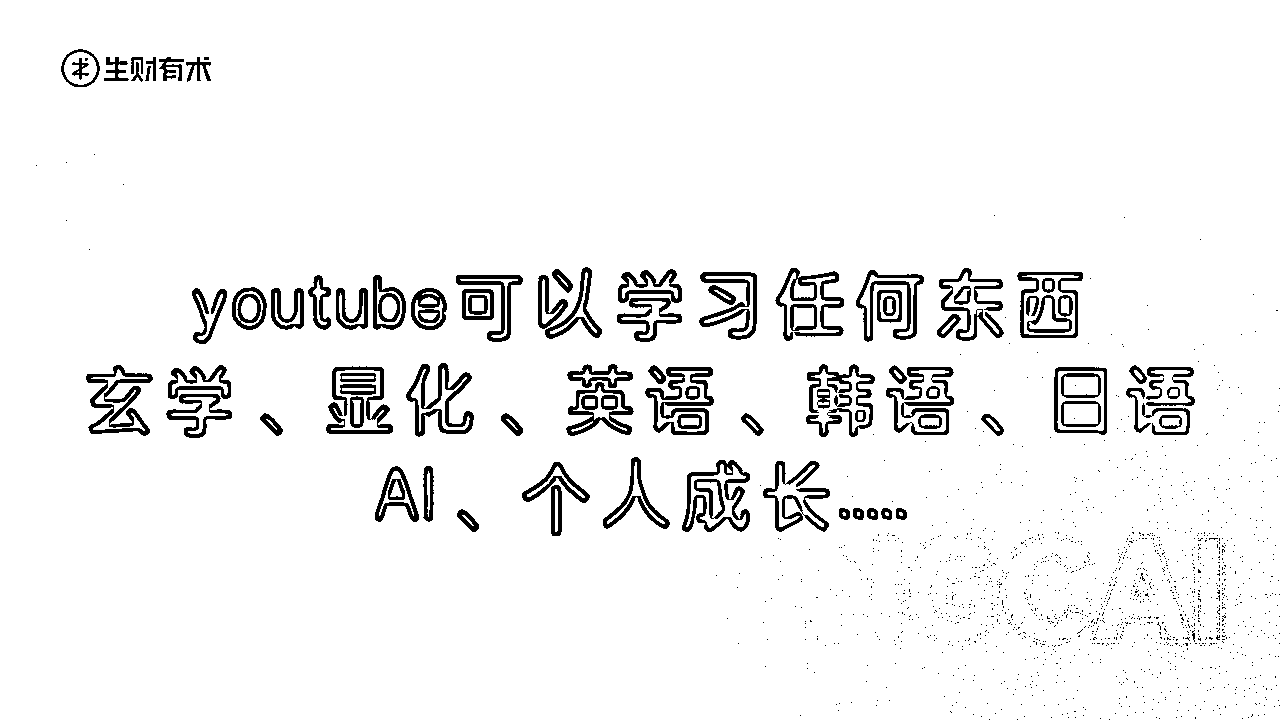 生财有术
youtube可以学习任何东西
玄学、显化、英语、韩语、日语
AI、个人成长.....
NGCAI